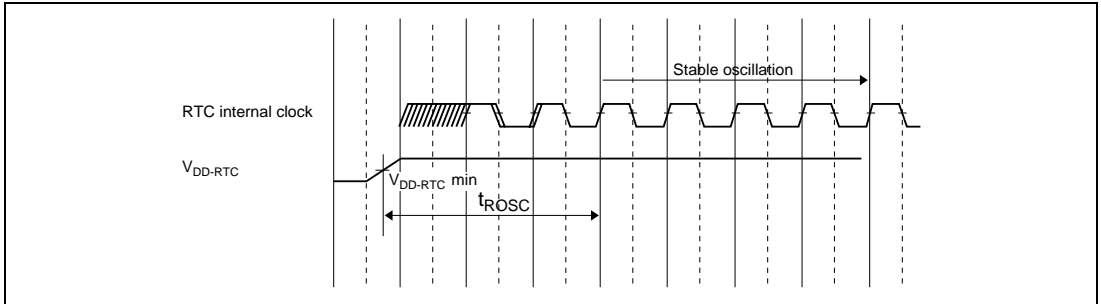 Stable oscillation
RTC internal clock
VDD-RTC
VDD-RTC min
tROSC